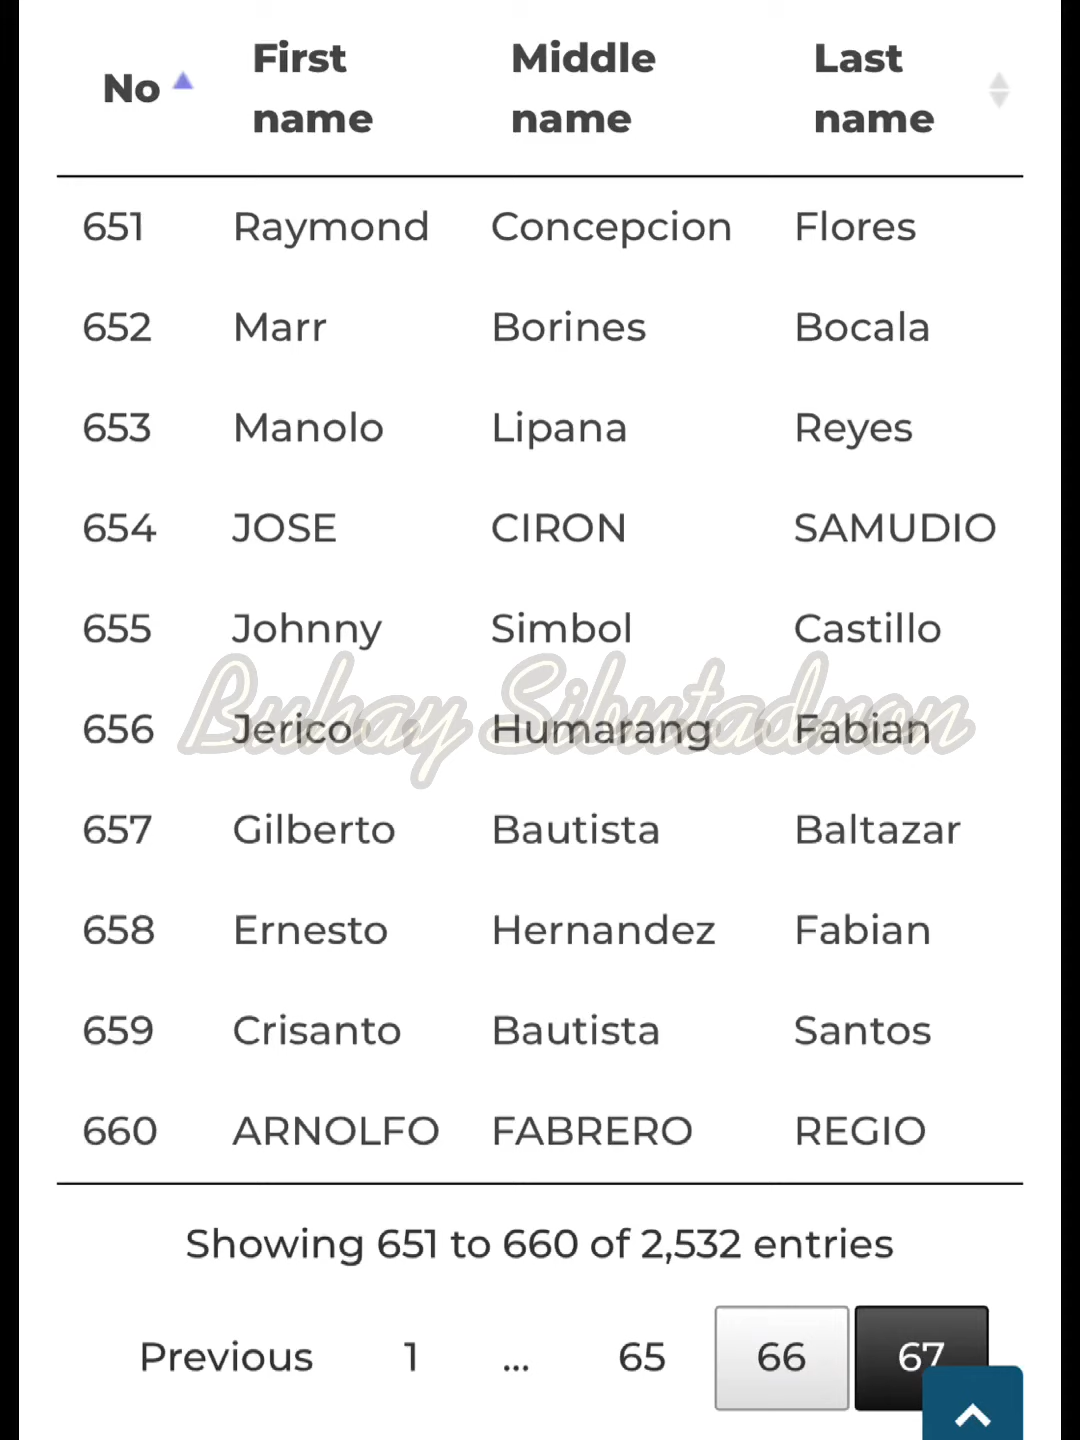 No First name Middle name Last name
651 Raymond Concepcion Flores
652 Marr Borines Bocala
653 Manolo Lipana Reyes
654 JOSE CIRON SAMUDIO
655 Johnny Simbol Castillo
Buhay Sibutadnon
656 Jerico Humarang Fabian
657 Gilberto Bautista Baltazar
658 Ernesto Hernandez Fabian
659 Crisanto Bautista Santos
660 ARNOLFO FABRERO REGIO
Showing 651 to 660 of 2,532 entries
Previous 1 ... 65 66 67